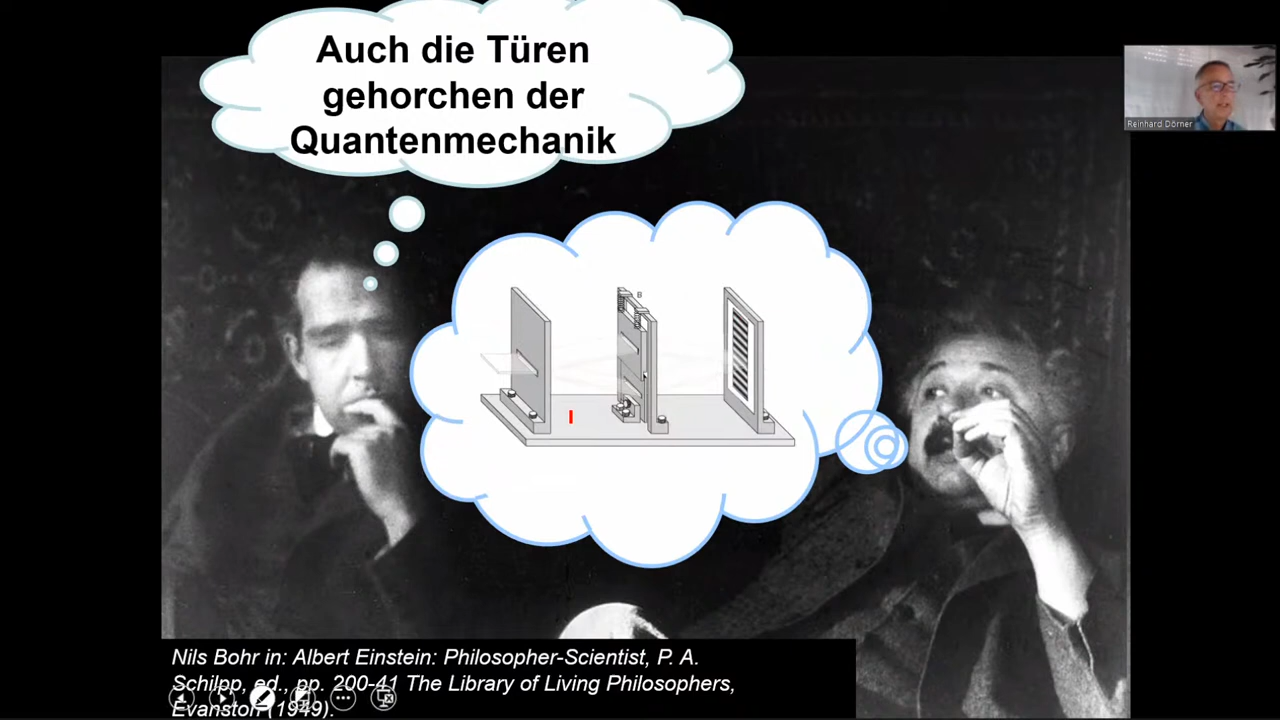 Auch die Türen
gehorchen der
Quantenmechanik
Reinhard Dörner
B
Nils Bohr in: Albert Einstein: Philosopher-Scientist, P. A.
Schilpp, ed., pp. 200-41 The Library of Living Philosophers,
Evanston (1949).